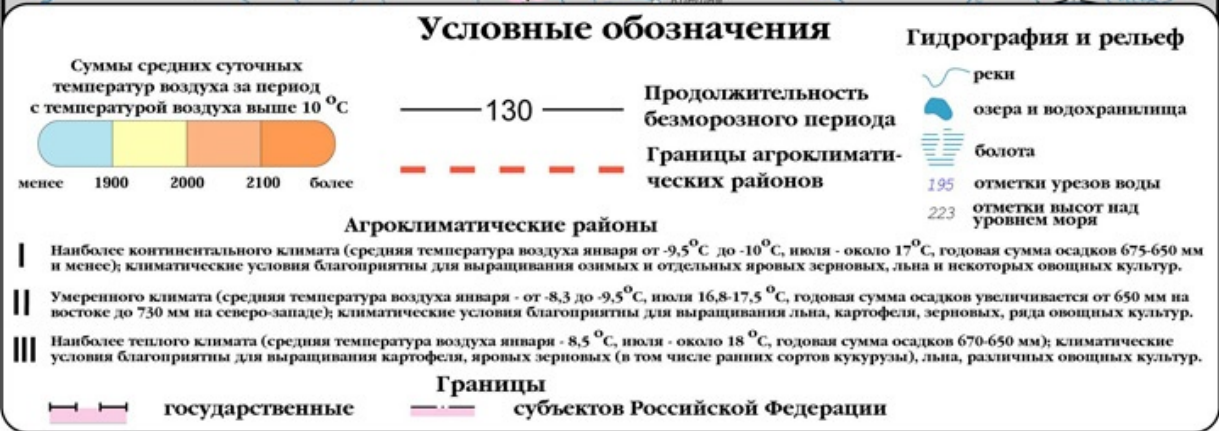 Условные обозначения
Суммы средних суточных
температур воздуха за период
с температурой воздуха выше 10 °С
менее 1900 2000 2100 более
130
Продолжительность
безморозного периода
Границы агроклимати-
ческих районов
Гидрография и рельеф
реки
озера и водохранилища
болота
195 отметки урезов воды
223 отметки высот над
уровнем моря
Агроклиматические районы
I Наиболее континентального климата (средняя температура воздуха января от -9,5°С до -10°С, июля - около 17°С, годовая сумма осадков 675-650 мм
и менее); климатические условия благоприятны для выращивания озимых и отдельных яровых зерновых, льна и некоторых овощных культур.
II Умеренного климата (средняя температура воздуха января - от -8,3 до -9,5°С, июля 16,8-17,5 °С, годовая сумма осадков увеличивается от 650 мм на
востоке до 730 мм на северо-западе); климатические условия благоприятны для выращивания льна, картофеля, зерновых, ряда овощных культур.
III Наиболее теплого климата (средняя температура воздуха января - 8,5 °С, июля - около 18 °С, годовая сумма осадков 670-650 мм); климатические
условия благоприятны для выращивания картофеля, яровых зерновых (в том числе ранних сортов кукурузы), льна, различных овощных культур.
Границы
государственные
субъектов Российской Федерации